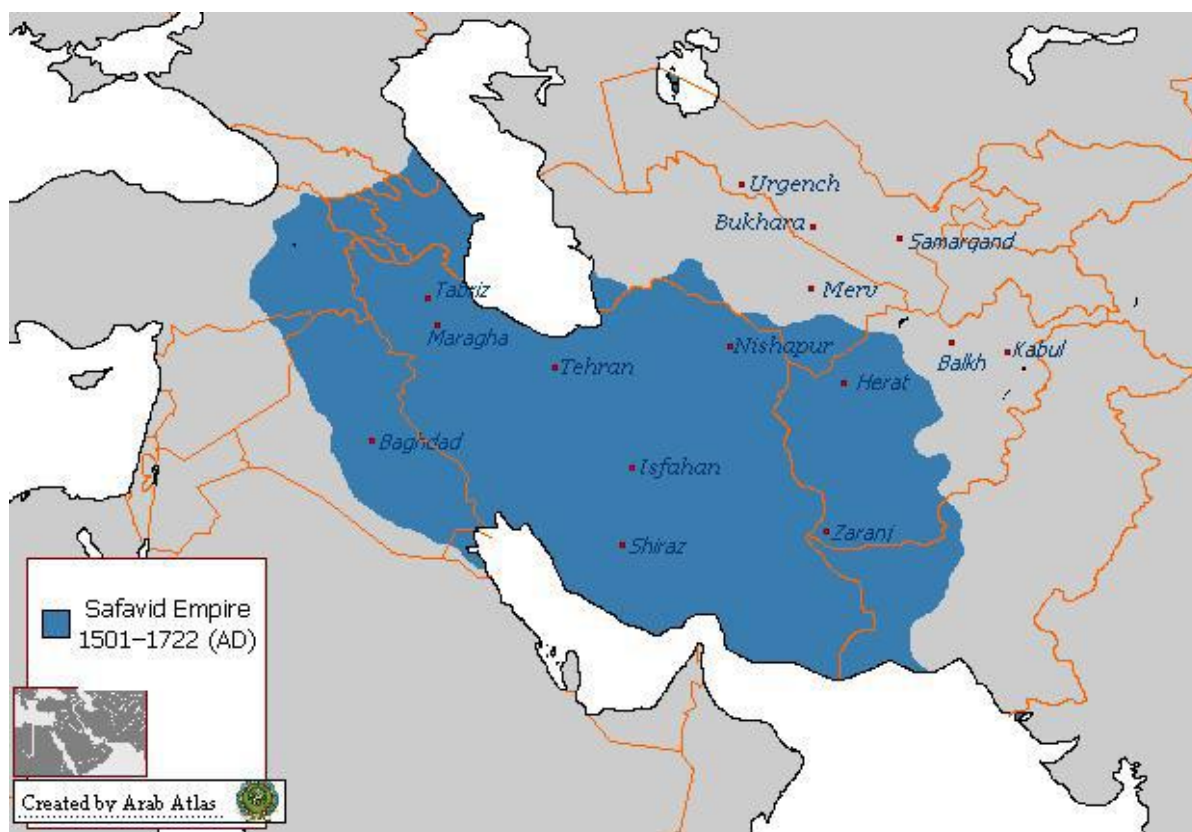 Urgench
Bukhara
Samarqand
Merv
Tabriz
Maragha
Nishapur
Balkh
Kabul
Tehran
Herat
Baghdad
Isfahan
Zaranj
Shiraz
Safavid Empire
1501–1722 (AD)
Created by Arab Atlas